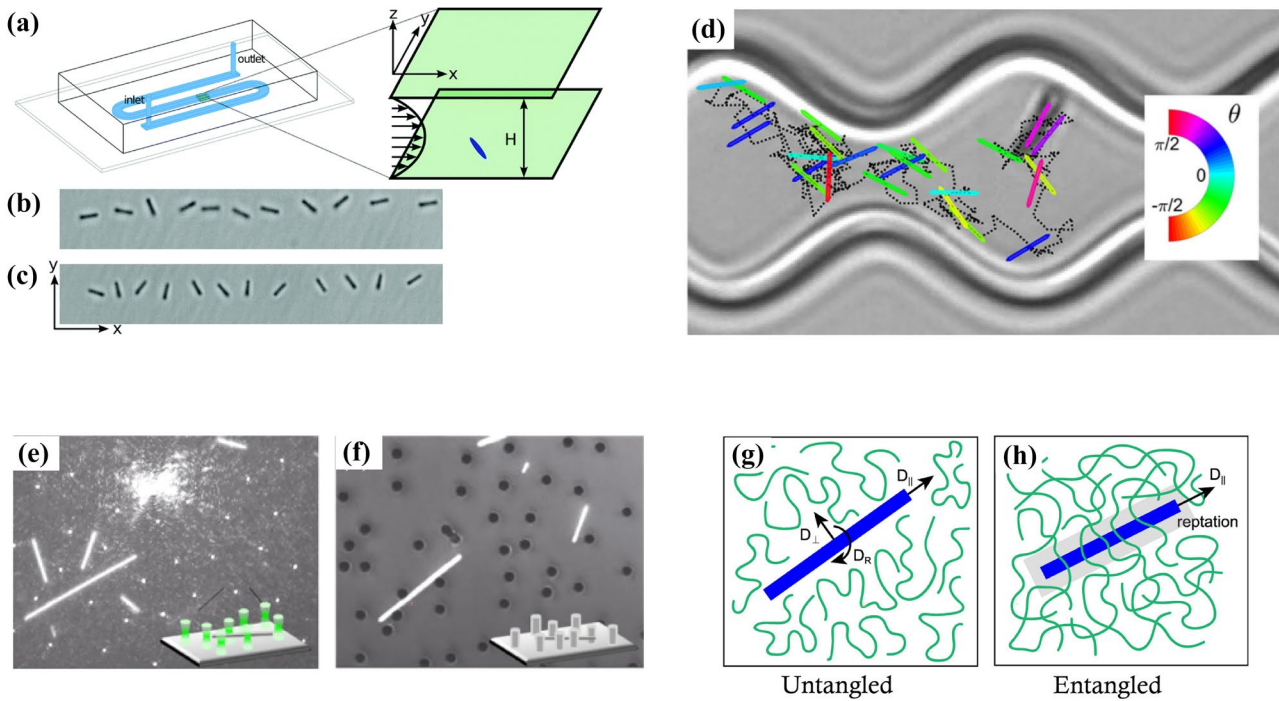 (a)
z
y
x
outlet
inlet
H
(b)
(c)
y
x
(d)
θ
π/2
0
-π/2
(e)
(f)
(g)
D∥
D⊥
DR
Untangled
(h)
D∥
reptation
Entangled